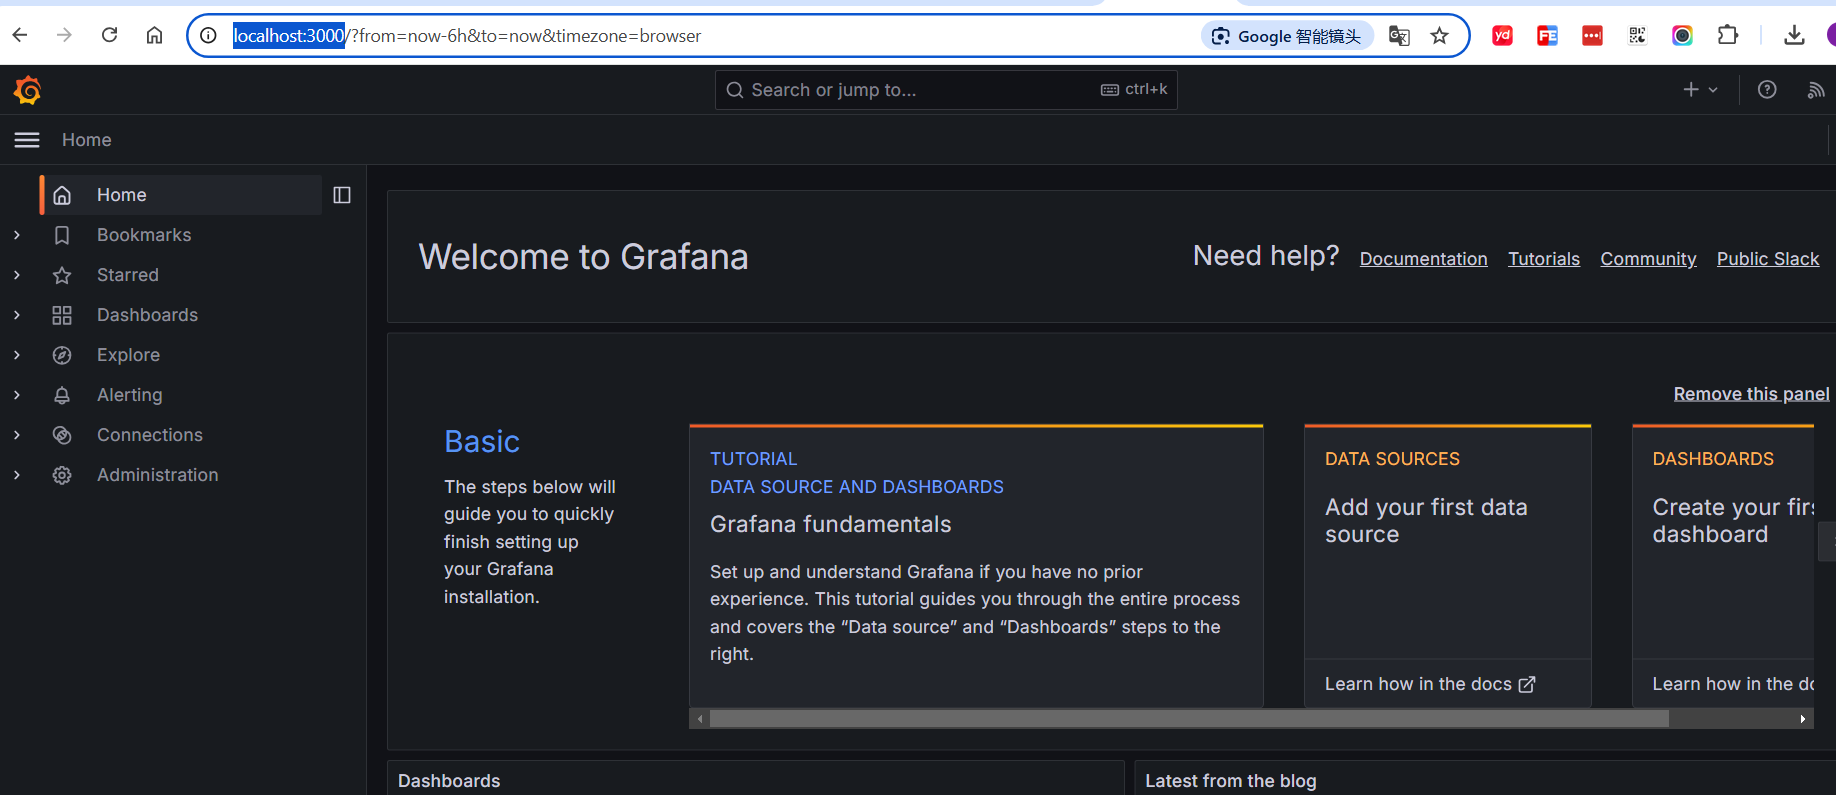 localhost:3000/?from=now-6h&to=now&timezone=browser
Google 智能镜头
yd
FE
Search or jump to...
ctrl+k
Home
Home
Bookmarks
Starred
Dashboards
Explore
Alerting
Connections
Administration
Welcome to Grafana
Need help?
Documentation
Tutorials
Community
Public Slack
Remove this panel
Basic
The steps below will
guide you to quickly
finish setting up
your Grafana
installation.
TUTORIAL
DATA SOURCE AND DASHBOARDS
Grafana fundamentals
Set up and understand Grafana if you have no prior
experience. This tutorial guides you through the entire process
and covers the “Data source” and “Dashboards” steps to the
right.
DATA SOURCES
Add your first data
source
Learn how in the docs
DASHBOARDS
Create your firs
dashboard
Learn how in the do
Dashboards
Latest from the blog